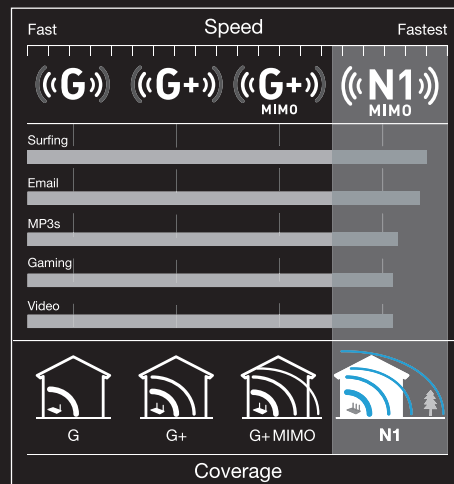 Speed
Fast Fastest
G G+ G+ N1
MIMO MIMO
Surfing
Email
MP3s
Gaming
Video
G G+ G+ MIMO N1
Coverage